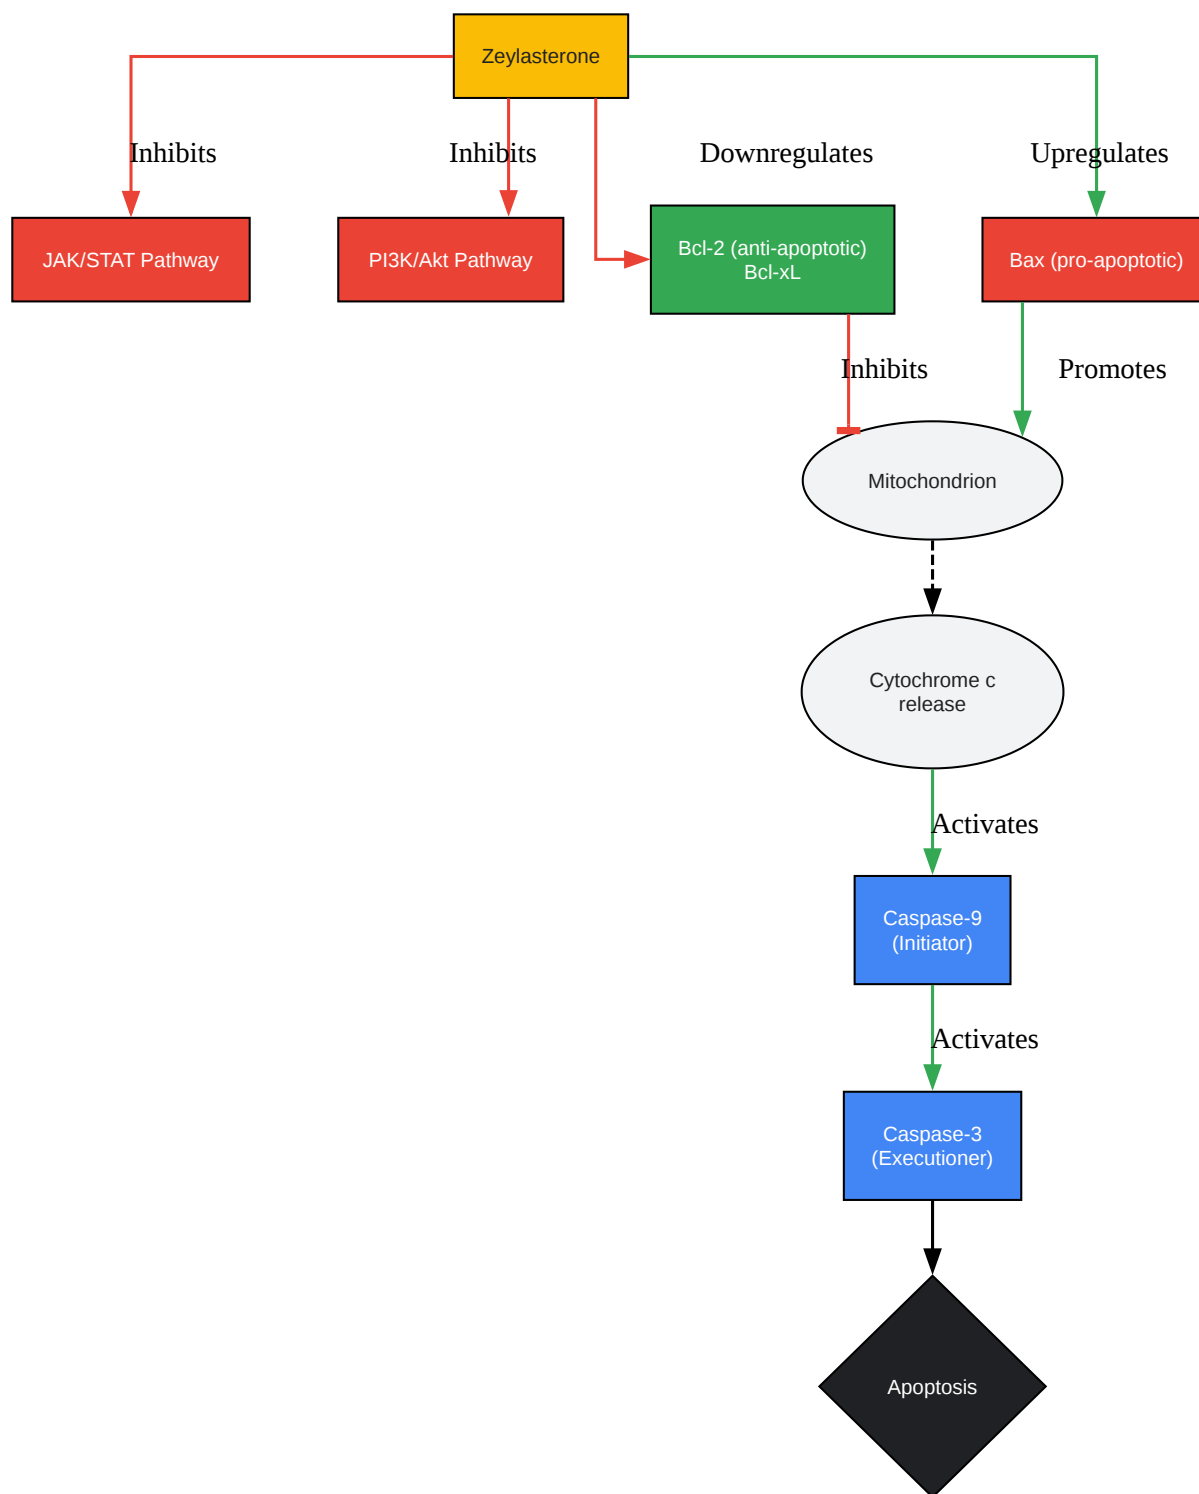 Zeylasterone
Inhibits
Inhibits
Downregulates
Upregulates
JAK/STAT Pathway
PI3K/Akt Pathway
Bcl-2 (anti-apoptotic)
Bcl-xL
Bax (pro-apoptotic)
Inhibits
Promotes
Mitochondrion
Cytochrome c
release
Activates
Caspase-9
(Initiator)
Activates
Caspase-3
(Executioner)
Apoptosis